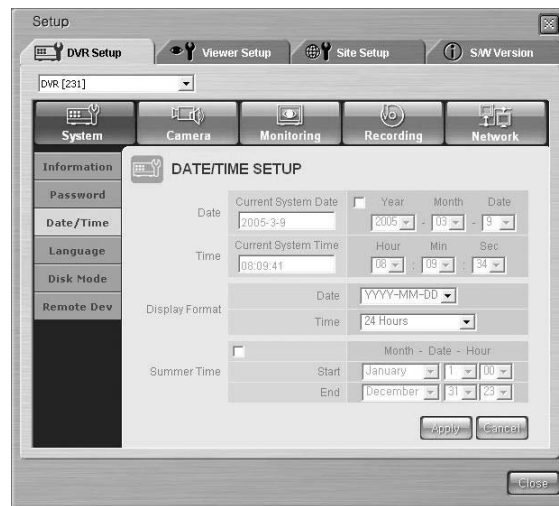 Setup
DVR Setup Viewer Setup Site Setup S/W Version
DVR [231]
System Camera Monitoring Recording Network
Information
Password
Date/Time
Language
Disk Mode
Remote Dev
DATE/TIME SETUP
Date
Current System Date
2005-3-9
Year Month Date
2005 - 03 - 9
Time
Current System Time
08:09:41
Hour Min Sec
08 : 09 : 34
Display Format
Date YYYY-MM-DD
Time 24 Hours
Summer Time
Month - Date - Hour
Start January 1 00
End December 31 23
Apply Cancel
Close